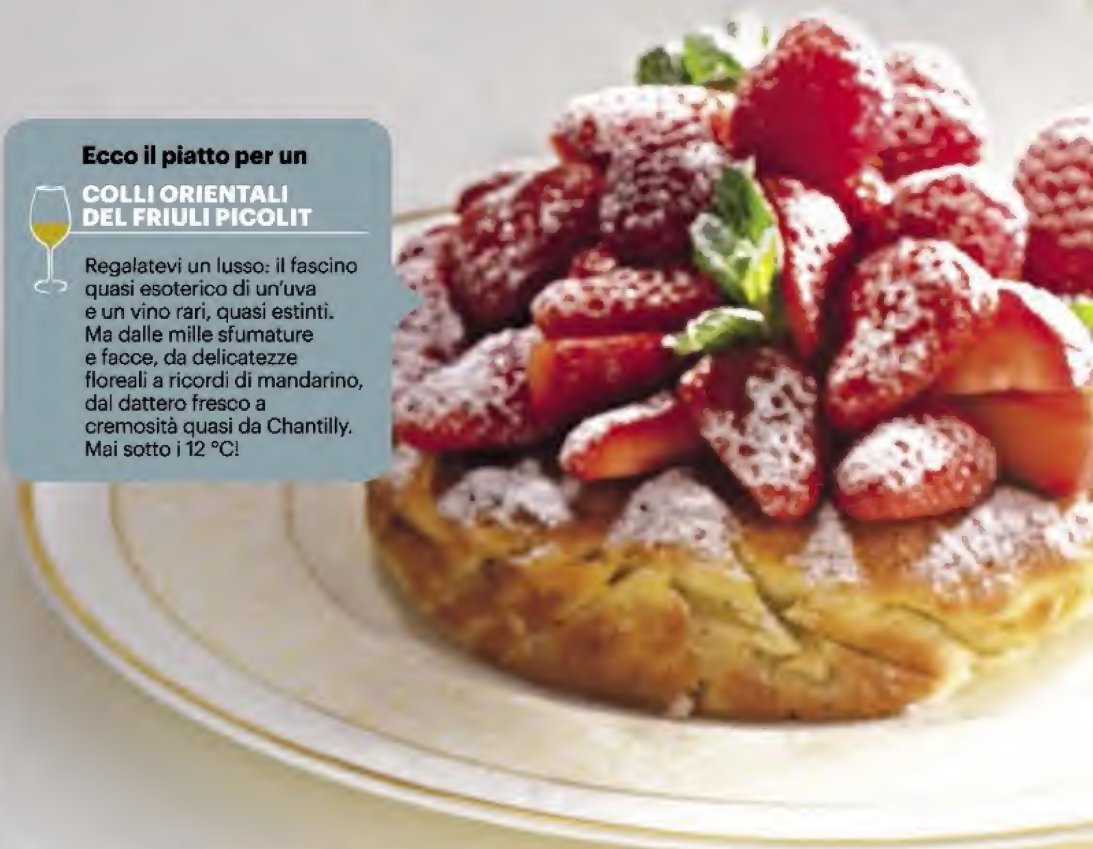 Ecco il piatto per un
COLLI ORIENTALI
DEL FRIULI PICOLIT
Regalatevi un lusso: il fascino
quasi esoterico di un'uva
e un vino rari, quasi estinti.
Ma dalle mille sfumature
e facce, da delicatezze
floreali a ricordi di mandarino,
dal dattero fresco a
cremosità quasi da Chantilly.
Mai sotto i 12 °C!